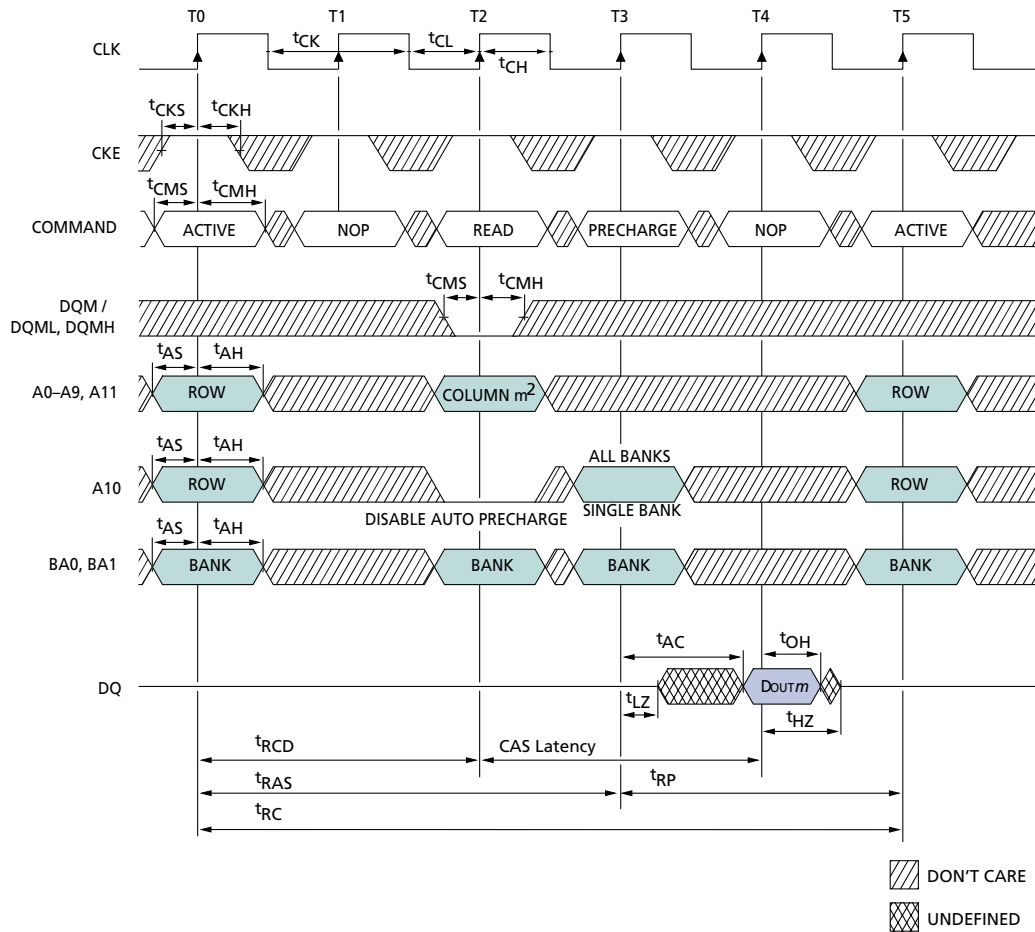 T0 T1 T2 T3 T4 T5
CLK
tCK tCL
tCH
tCKS tCKH
CKE
tCMS tCMH
COMMAND ACTIVE NOP READ PRECHARGE NOP ACTIVE
tCMS tCMH
DQM /
DQML, DQMH
tAS tAH
A0–A9, A11 ROW COLUMN m2 ROW
tAS tAH
ALL BANKS
A10 ROW ROW
DISABLE AUTO PRECHARGE SINGLE BANK
tAS tAH
BA0, BA1 BANK BANK BANK BANK
tAC tOH
DQ DOUT m
tLZ tHZ
tRCD CAS Latency
tRAS tRP
tRC
DON'T CARE
UNDEFINED